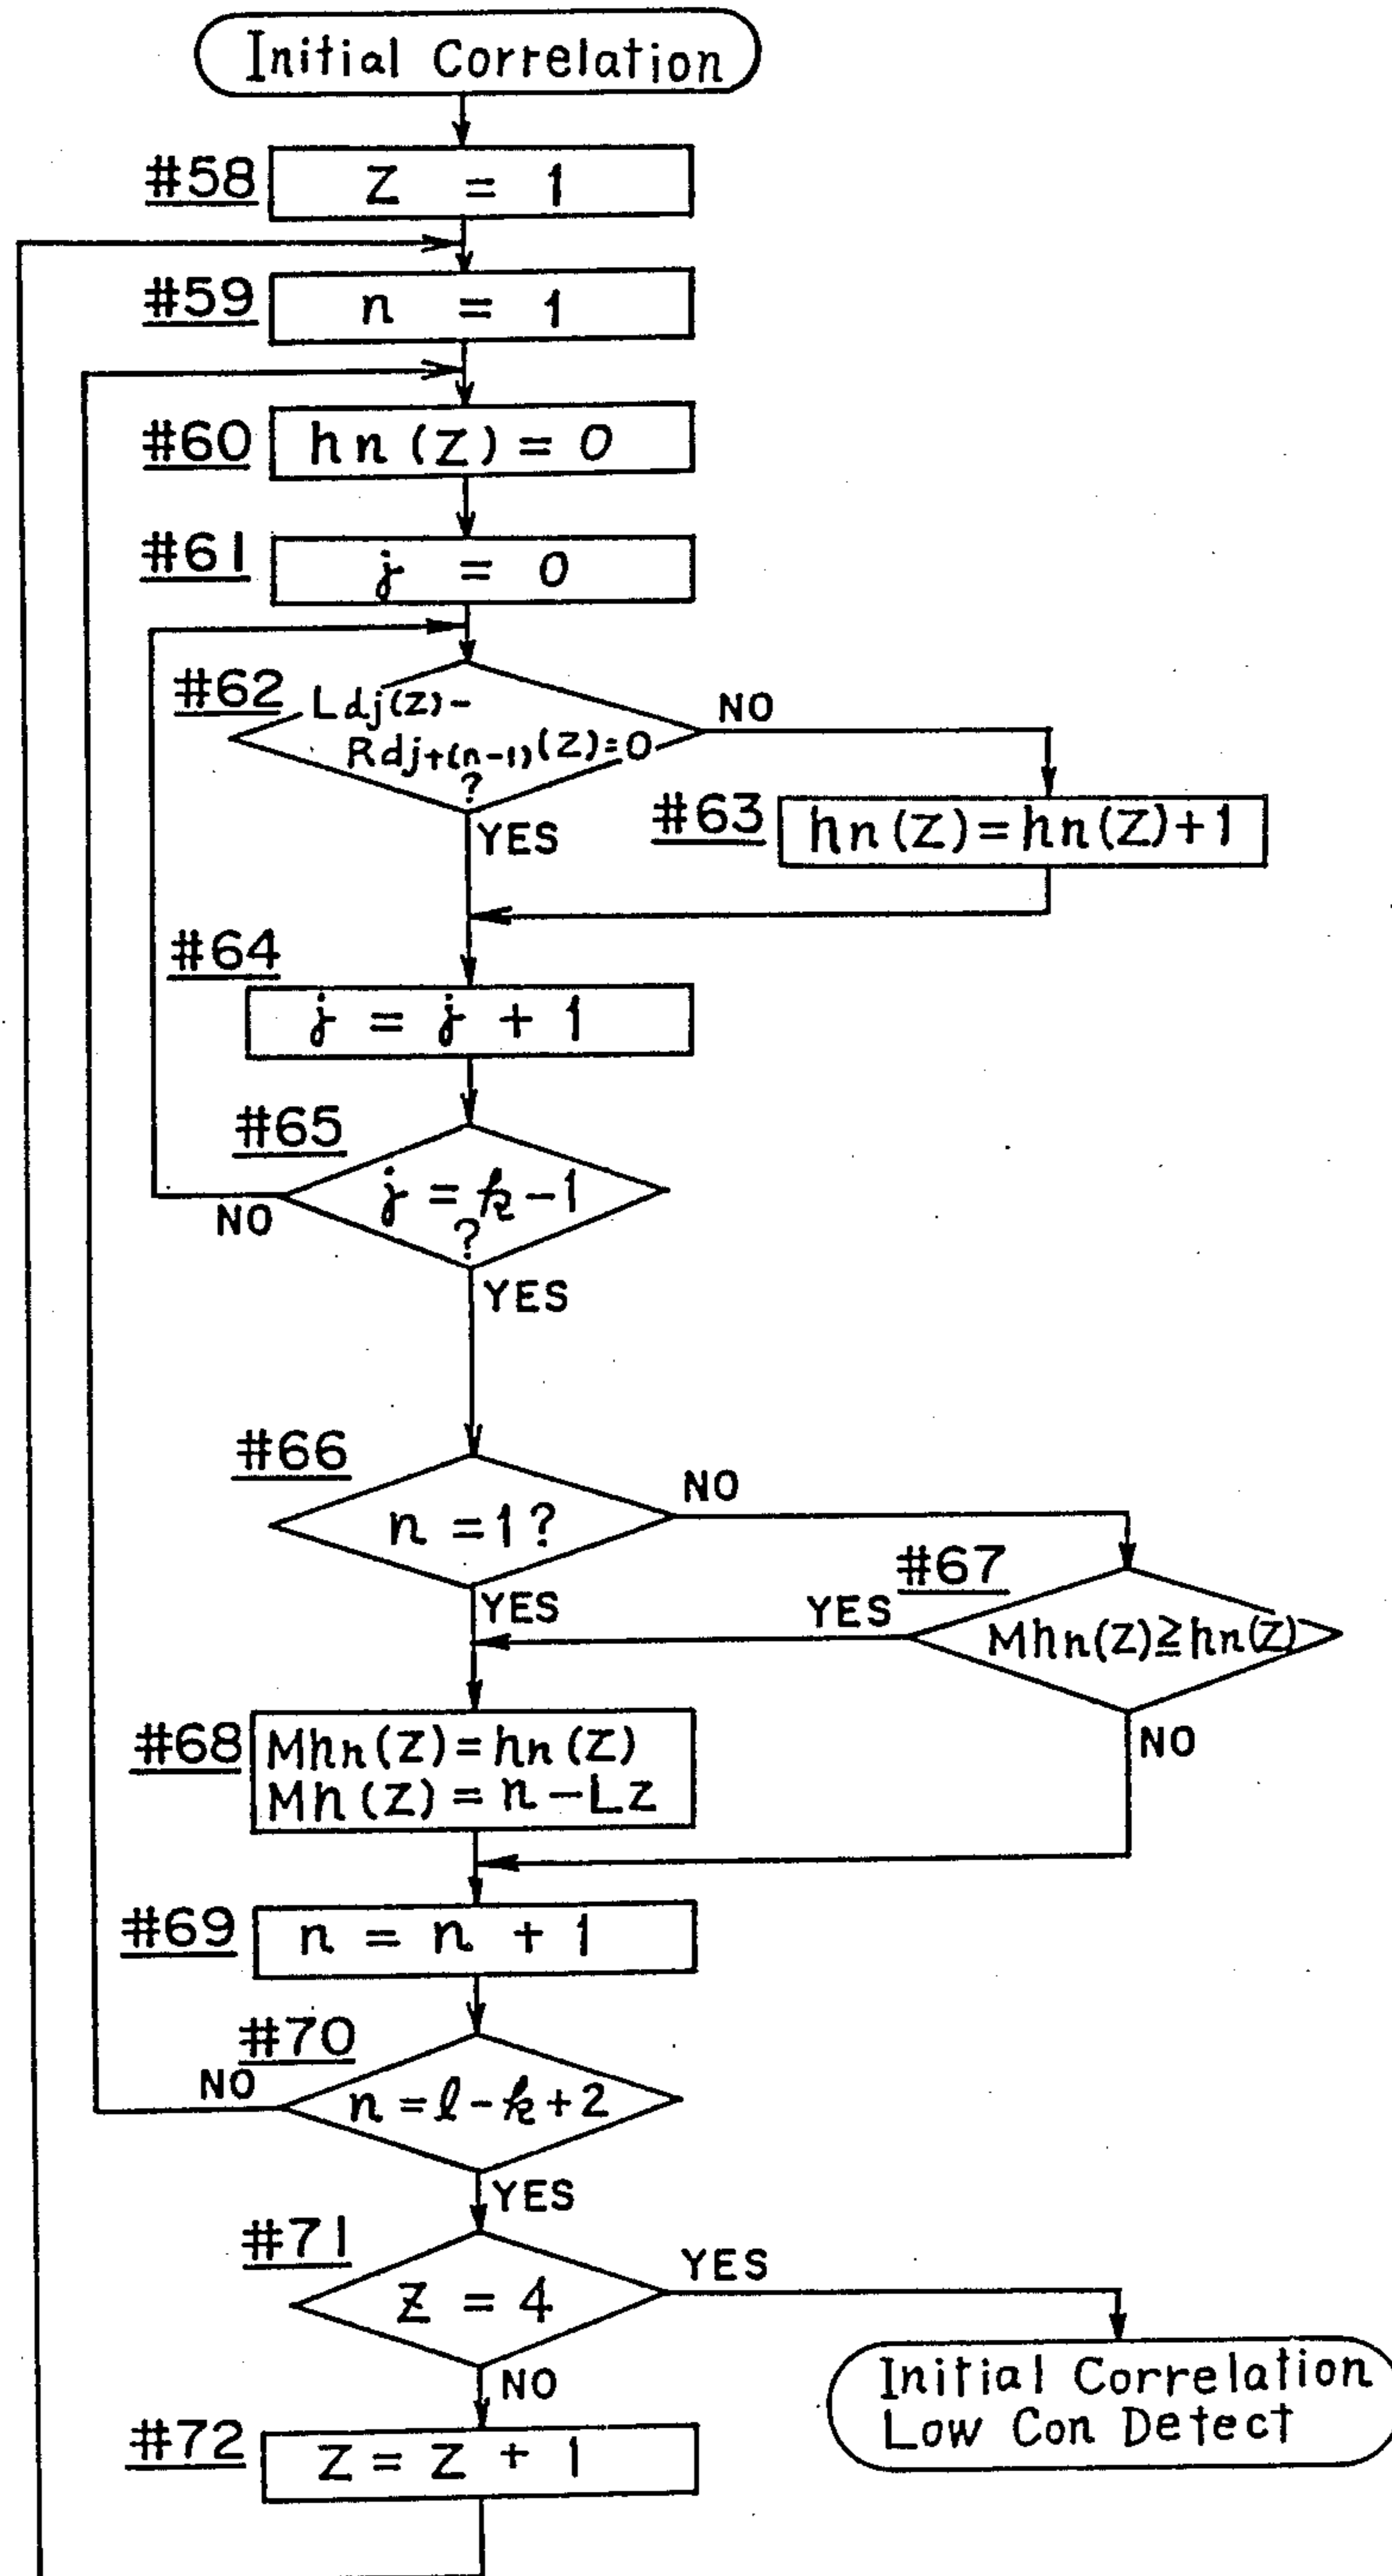 Initial Correlation
#58
Z = 1
#59
n = 1
#60
hn(Z)=0
#61
j = 0
#62
Ldj(Z)-
Rdj+(n-1)(Z)=0
?
NO
YES
#63
hn(Z)=hn(Z)+1
#64
j = j + 1
#65
j = k-1
?
NO
YES
#66
n =1?
NO
YES
#67
YES
Mhn(Z)≧hn(Z)
NO
#68
Mhn(Z)=hn(Z)
Mn(Z)=n-Lz
#69
n = n + 1
#70
NO
n=l-k+2
YES
#71
Z = 4
YES
NO
Initial Correlation
Low Con Detect
#72
Z = Z + 1